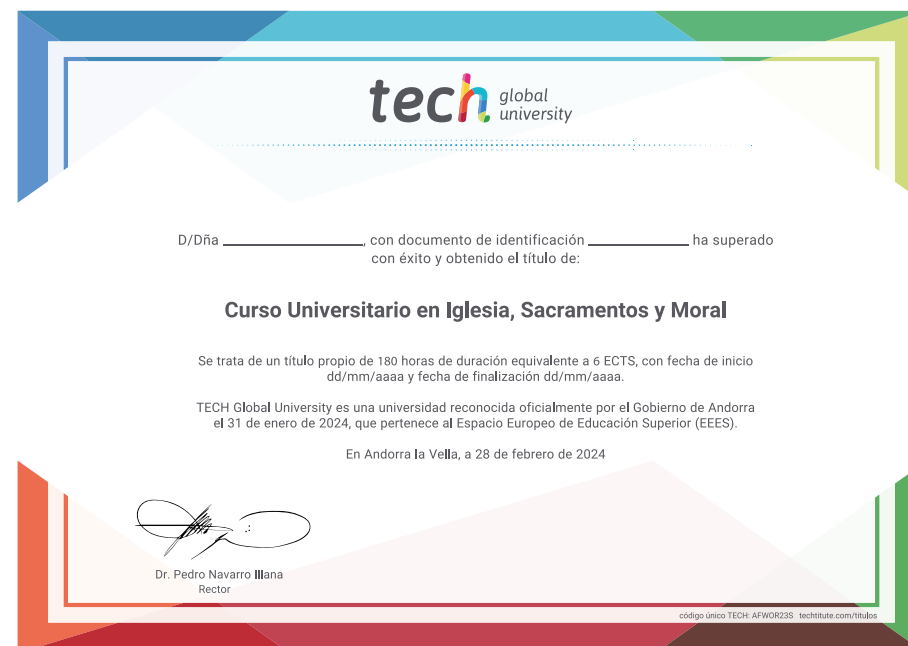 tech global university
D/Dña ______________, con documento de identificación __________ ha superado
con éxito y obtenido el título de:
Curso Universitario en Iglesia, Sacramentos y Moral
Se trata de un título propio de 180 horas de duración equivalente a 6 ECTS, con fecha de inicio
dd/mm/aaaa y fecha de finalización dd/mm/aaaa.
TECH Global University es una universidad reconocida oficialmente por el Gobierno de Andorra
el 31 de enero de 2024, que pertenece al Espacio Europeo de Educación Superior (EEES).
En Andorra la Vella, a 28 de febrero de 2024
Dr. Pedro Navarro Illana
Rector
código único TECH: AFWOR23S techtitute.com/titulos